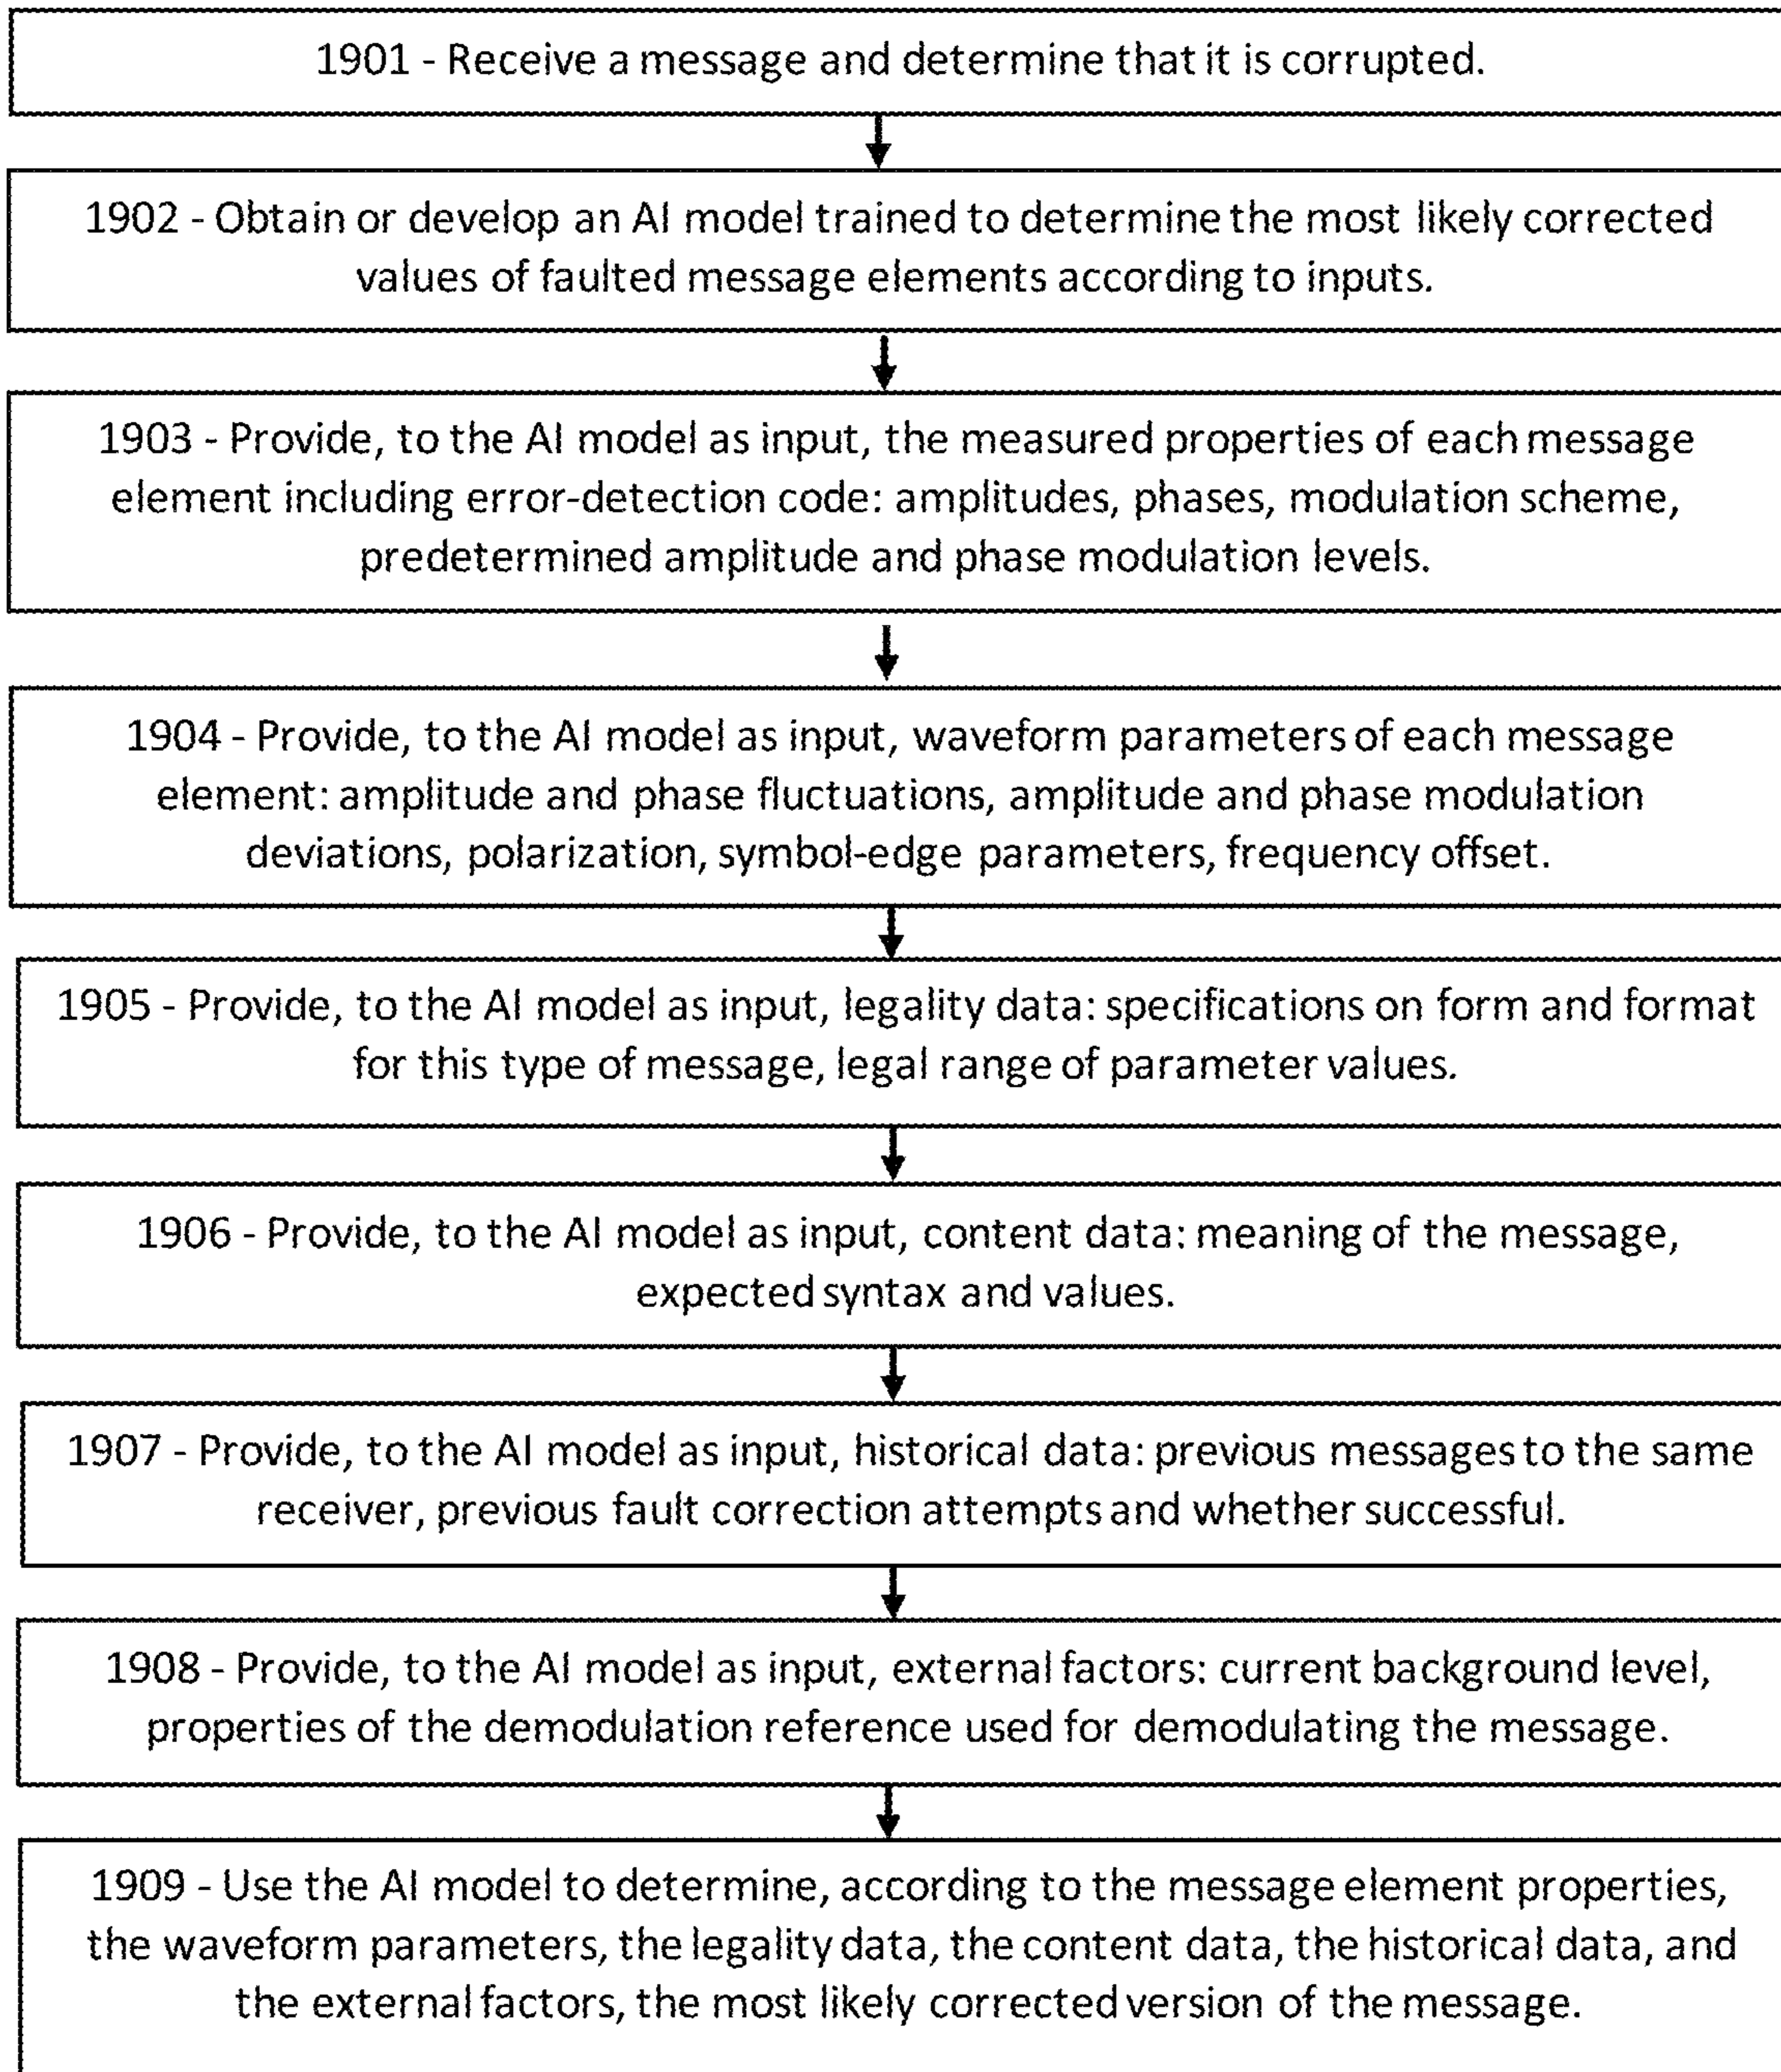 1901 - Receive a message and determine that it is corrupted.
1902 - Obtain or develop an AI model trained to determine the most likely corrected
values of faulted message elements according to inputs.
1903 - Provide, to the AI model as input, the measured properties of each message
element including error-detection code: amplitudes, phases, modulation scheme,
predetermined amplitude and phase modulation levels.
1904 - Provide, to the AI model as input, waveform parameters of each message
element: amplitude and phase fluctuations, amplitude and phase modulation
deviations, polarization, symbol-edge parameters, frequency offset.
1905 - Provide, to the AI model as input, legality data: specifications on form and format
for this type of message, legal range of parameter values.
1906 - Provide, to the AI model as input, content data: meaning of the message,
expected syntax and values.
1907 - Provide, to the AI model as input, historical data: previous messages to the same
receiver, previous fault correction attempts and whether successful.
1908 - Provide, to the AI model as input, external factors: current background level,
properties of the demodulation reference used for demodulating the message.
1909 - Use the AI model to determine, according to the message element properties,
the waveform parameters, the legality data, the content data, the historical data, and
the external factors, the most likely corrected version of the message.